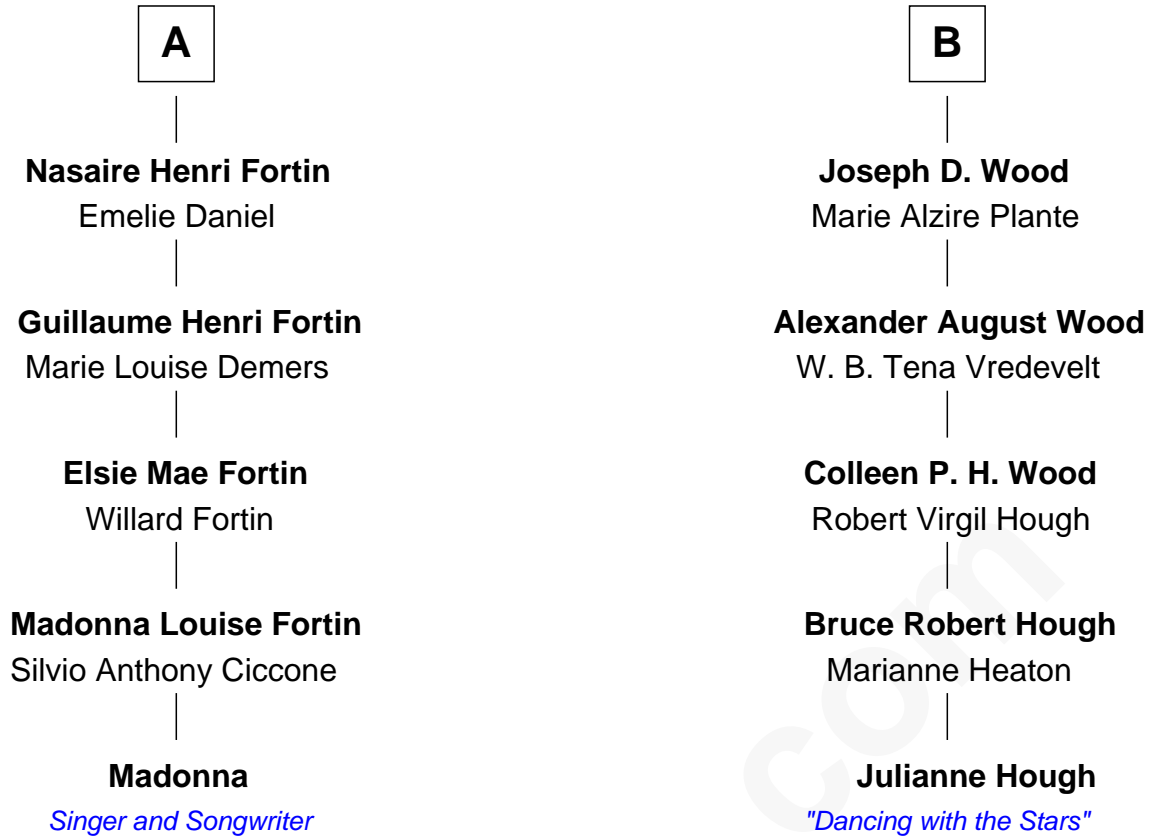 A
B
Nasaire Henri Fortin
Emelie Daniel
Joseph D. Wood
Marie Alzire Plante
Guillaume Henri Fortin
Marie Louise Demers
Alexander August Wood
W. B. Tena Vredevelt
Elsie Mae Fortin
Willard Fortin
Colleen P. H. Wood
Robert Virgil Hough
Madonna Louise Fortin
Silvio Anthony Ciccone
Bruce Robert Hough
Marianne Heaton
Madonna
Singer and Songwriter
Julianne Hough
"Dancing with the Stars"
com